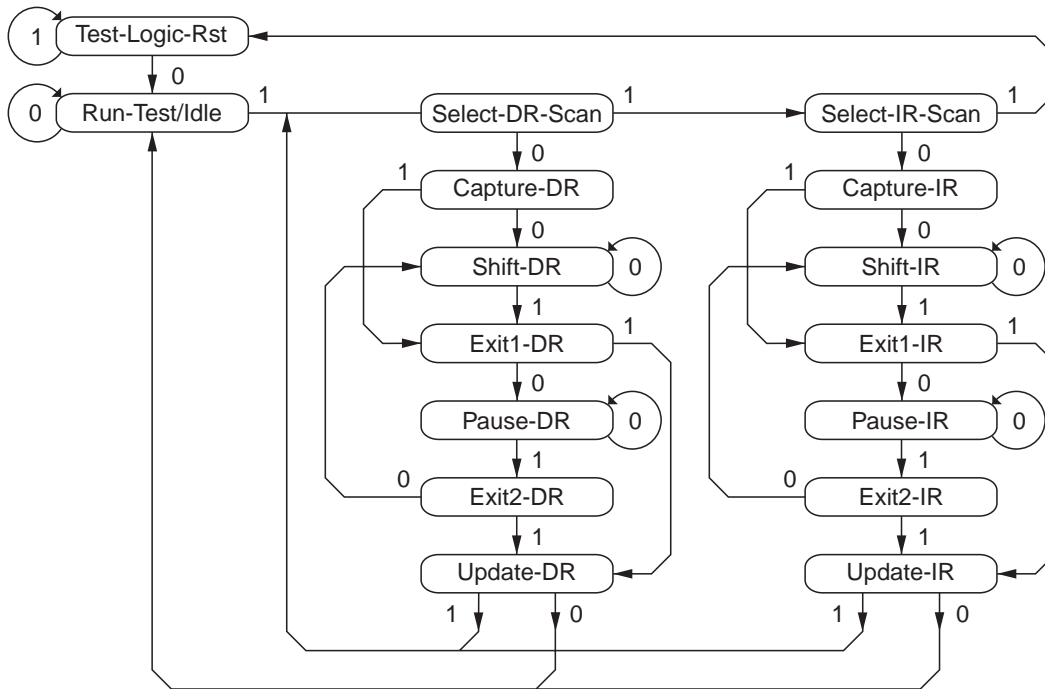 1 Test-Logic-Rst
0
0 Run-Test/Idle 1 Select-DR-Scan 1 Select-IR-Scan 1
0 0
1 Capture-DR 1 Capture-IR
0 0
Shift-DR 0 Shift-IR 0
1 1
Exit1-DR 1 Exit1-IR 1
0 0
Pause-DR 0 Pause-IR 0
1 1
0 Exit2-DR 0 Exit2-IR
1 1
Update-DR Update-IR
1 0 1 0